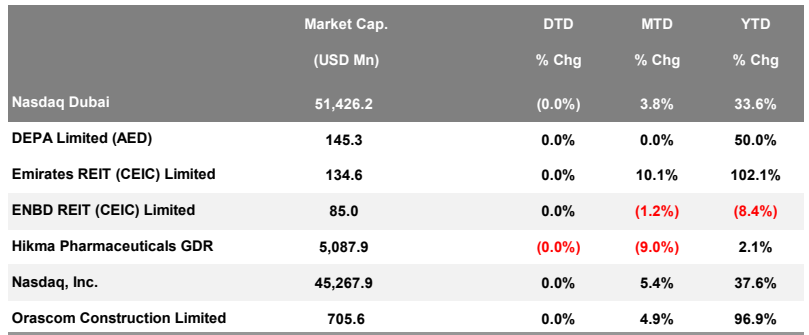 Market Cap. DTD MTD YTD
(USD Mn) % Chg % Chg % Chg
Nasdaq Dubai 51,426.2 (0.0%) 3.8% 33.6%
DEPA Limited (AED) 145.3 0.0% 0.0% 50.0%
Emirates REIT (CEIC) Limited 134.6 0.0% 10.1% 102.1%
ENBD REIT (CEIC) Limited 85.0 0.0% (1.2%) (8.4%)
Hikma Pharmaceuticals GDR 5,087.9 (0.0%) (9.0%) 2.1%
Nasdaq, Inc. 45,267.9 0.0% 5.4% 37.6%
Orascom Construction Limited 705.6 0.0% 4.9% 96.9%